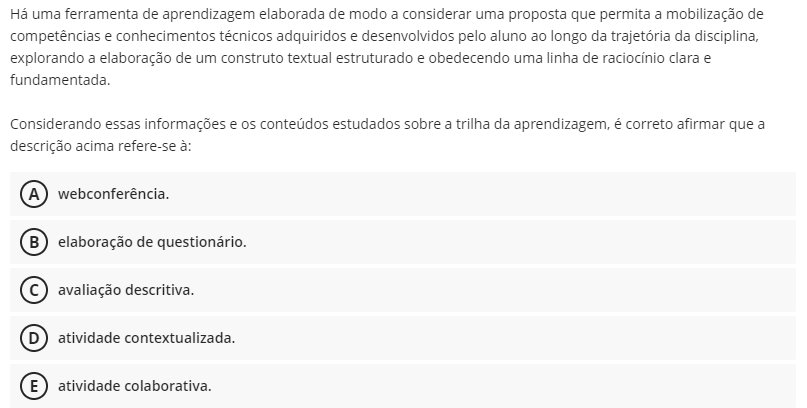 Há uma ferramenta de aprendizagem elaborada de modo a considerar uma proposta que permita a mobilização de
competências e conhecimentos técnicos adquiridos e desenvolvidos pelo aluno ao longo da trajetória da disciplina,
explorando a elaboração de um construto textual estruturado e obedecendo uma linha de raciocínio clara e
fundamentada.
Considerando essas informações e os conteúdos estudados sobre a trilha da aprendizagem, é correto afirmar que a
descrição acima refere-se à:
A webconferência.
B elaboração de questionário.
C avaliação descritiva.
D atividade contextualizada.
E atividade colaborativa.